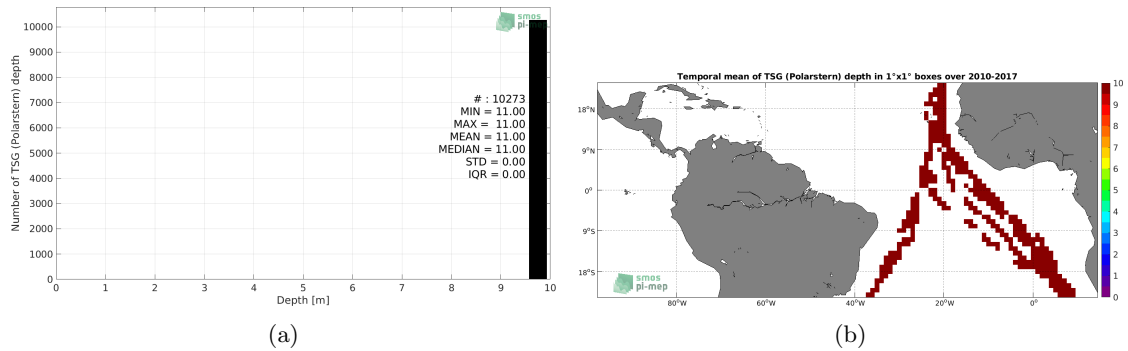 10000
9000
8000
7000
6000
5000
4000
3000
2000
1000
0
Number of TSG (Polarstern) depth
smos
pi-mep
# : 10273
MIN = 11.00
MAX = 11.00
MEAN = 11.00
MEDIAN = 11.00
STD = 0.00
IQR = 0.00
0 1 2 3 4 5 6 7 8 9 10
Depth [m]
(a)
Temporal mean of TSG (Polarstern) depth in 1°x1° boxes over 2010-2017
18°N
9°N
0°
9°S
18°S
smos
pi-mep
80°W 60°W 40°W 20°W 0°
10
9
8
7
6
5
4
3
2
1
0
(b)